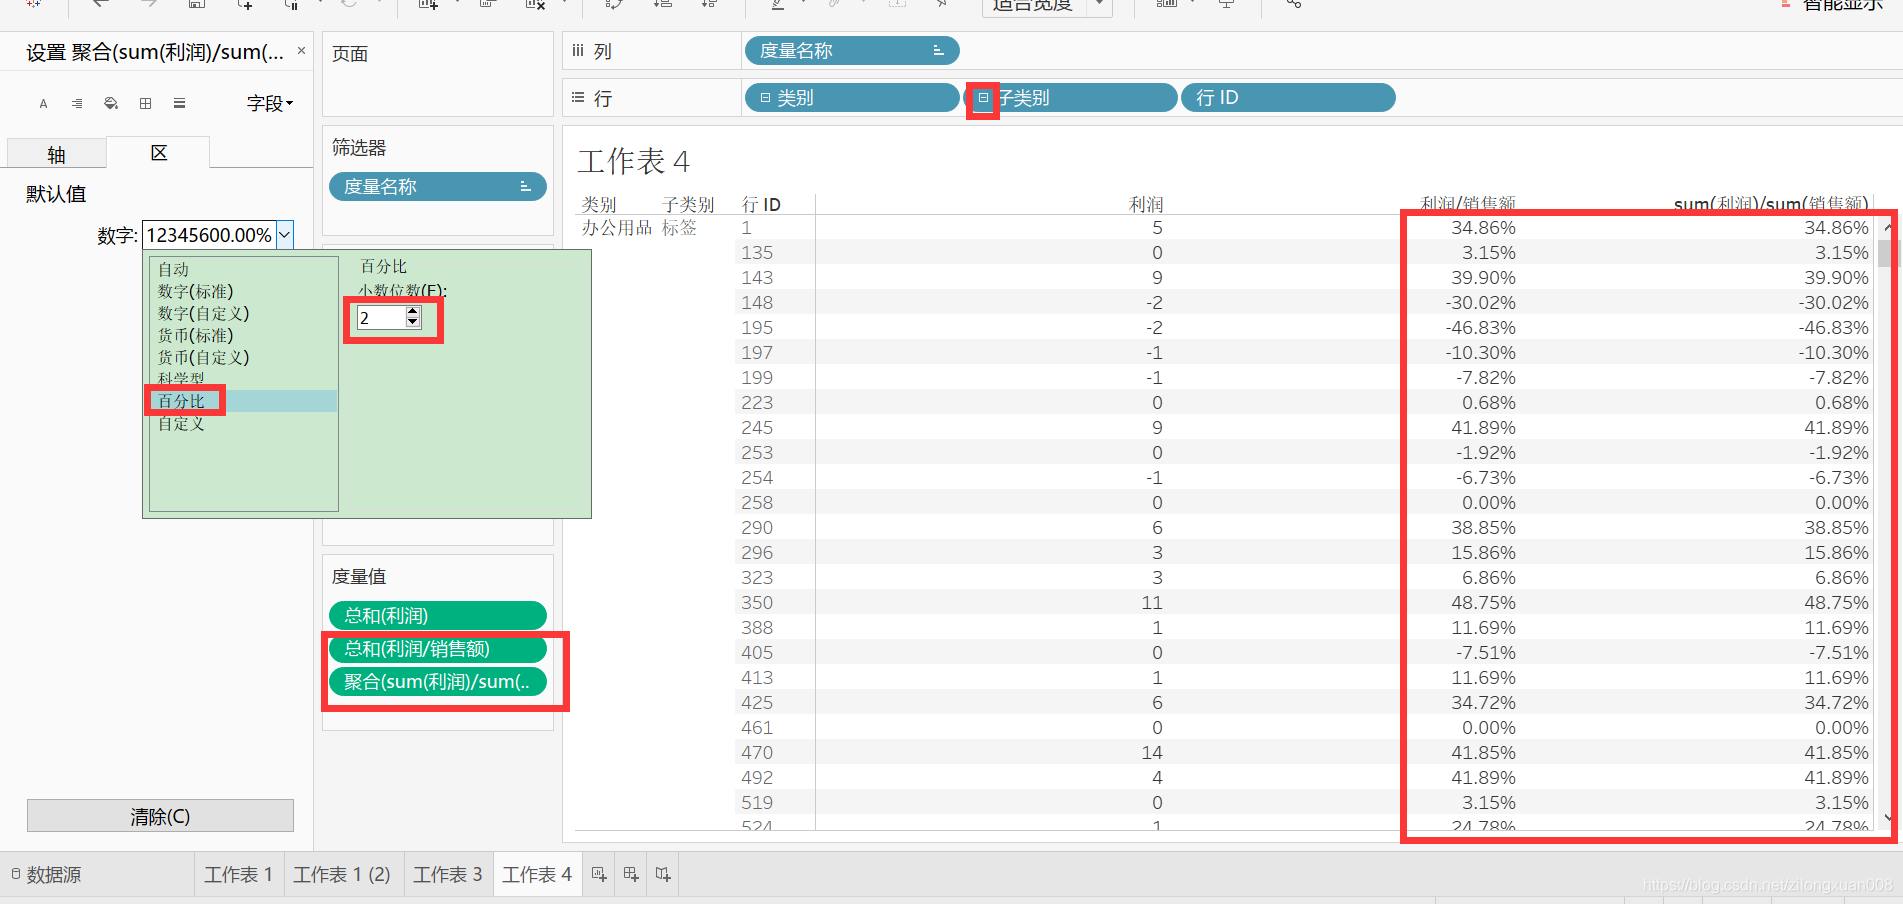 适合宽度
智能显示
设置 聚合(sum(利润)/sum(... ×
字段
轴
区
默认值
数字: 12345600.00%
自动
数字(标准)
数字(自定义)
货币(标准)
货币(自定义)
科学型
百分比
自定义
百分比
小数位数(E):
2
清除(C)
页面
筛选器
度量名称
度量值
总和(利润)
总和(利润/销售额)
聚合(sum(利润)/sum(..
列 度量名称
行 类别 子类别 行 ID
工作表 4
类别 子类别 行 ID 利润 利润/销售额 sum(利润)/sum(销售额)
办公用品 标签 1 5 34.86% 34.86%
135 0 3.15% 3.15%
143 9 39.90% 39.90%
148 -2 -30.02% -30.02%
195 -2 -46.83% -46.83%
197 -1 -10.30% -10.30%
199 -1 -7.82% -7.82%
223 0 0.68% 0.68%
245 9 41.89% 41.89%
253 0 -1.92% -1.92%
254 -1 -6.73% -6.73%
258 0 0.00% 0.00%
290 6 38.85% 38.85%
296 3 15.86% 15.86%
323 3 6.86% 6.86%
350 11 48.75% 48.75%
388 1 11.69% 11.69%
405 0 -7.51% -7.51%
413 1 11.69% 11.69%
425 6 34.72% 34.72%
461 0 0.00% 0.00%
470 14 41.85% 41.85%
492 4 41.89% 41.89%
519 0 3.15% 3.15%
524 1 24.78% 24.78%
数据源 工作表 1 工作表 1 (2) 工作表 3 工作表 4
https://blog.csdn.net/zilongxuan008